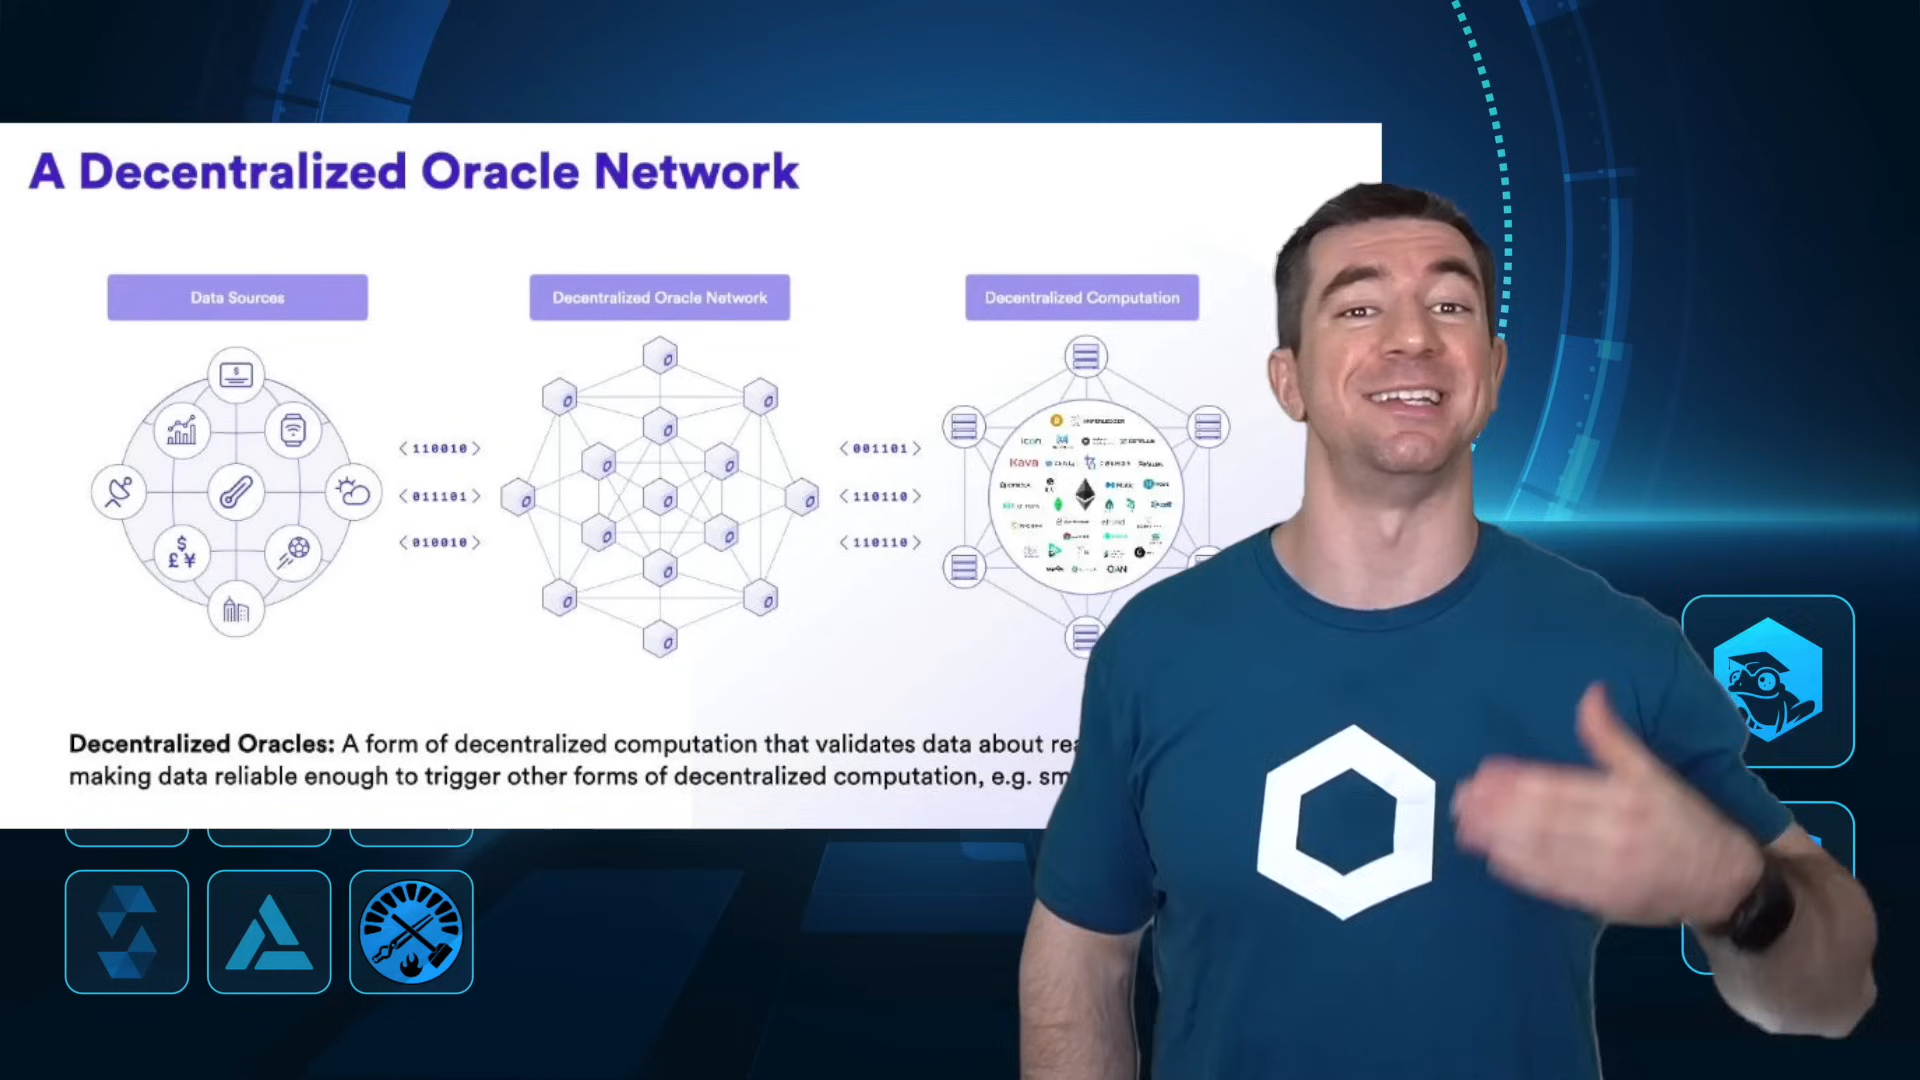 A Decentralized Oracle Network
Data Sources
Decentralized Oracle Network
Decentralized Computation
$
$
£ ¥
< 110010 >
< 011101 >
< 010010 >
< 001101 >
< 110110 >
< 110110 >
icon
Kava
Decentralized Oracles: A form of decentralized computation that validates data about
making data reliable enough to trigger other forms of decentralized computation, e.g.